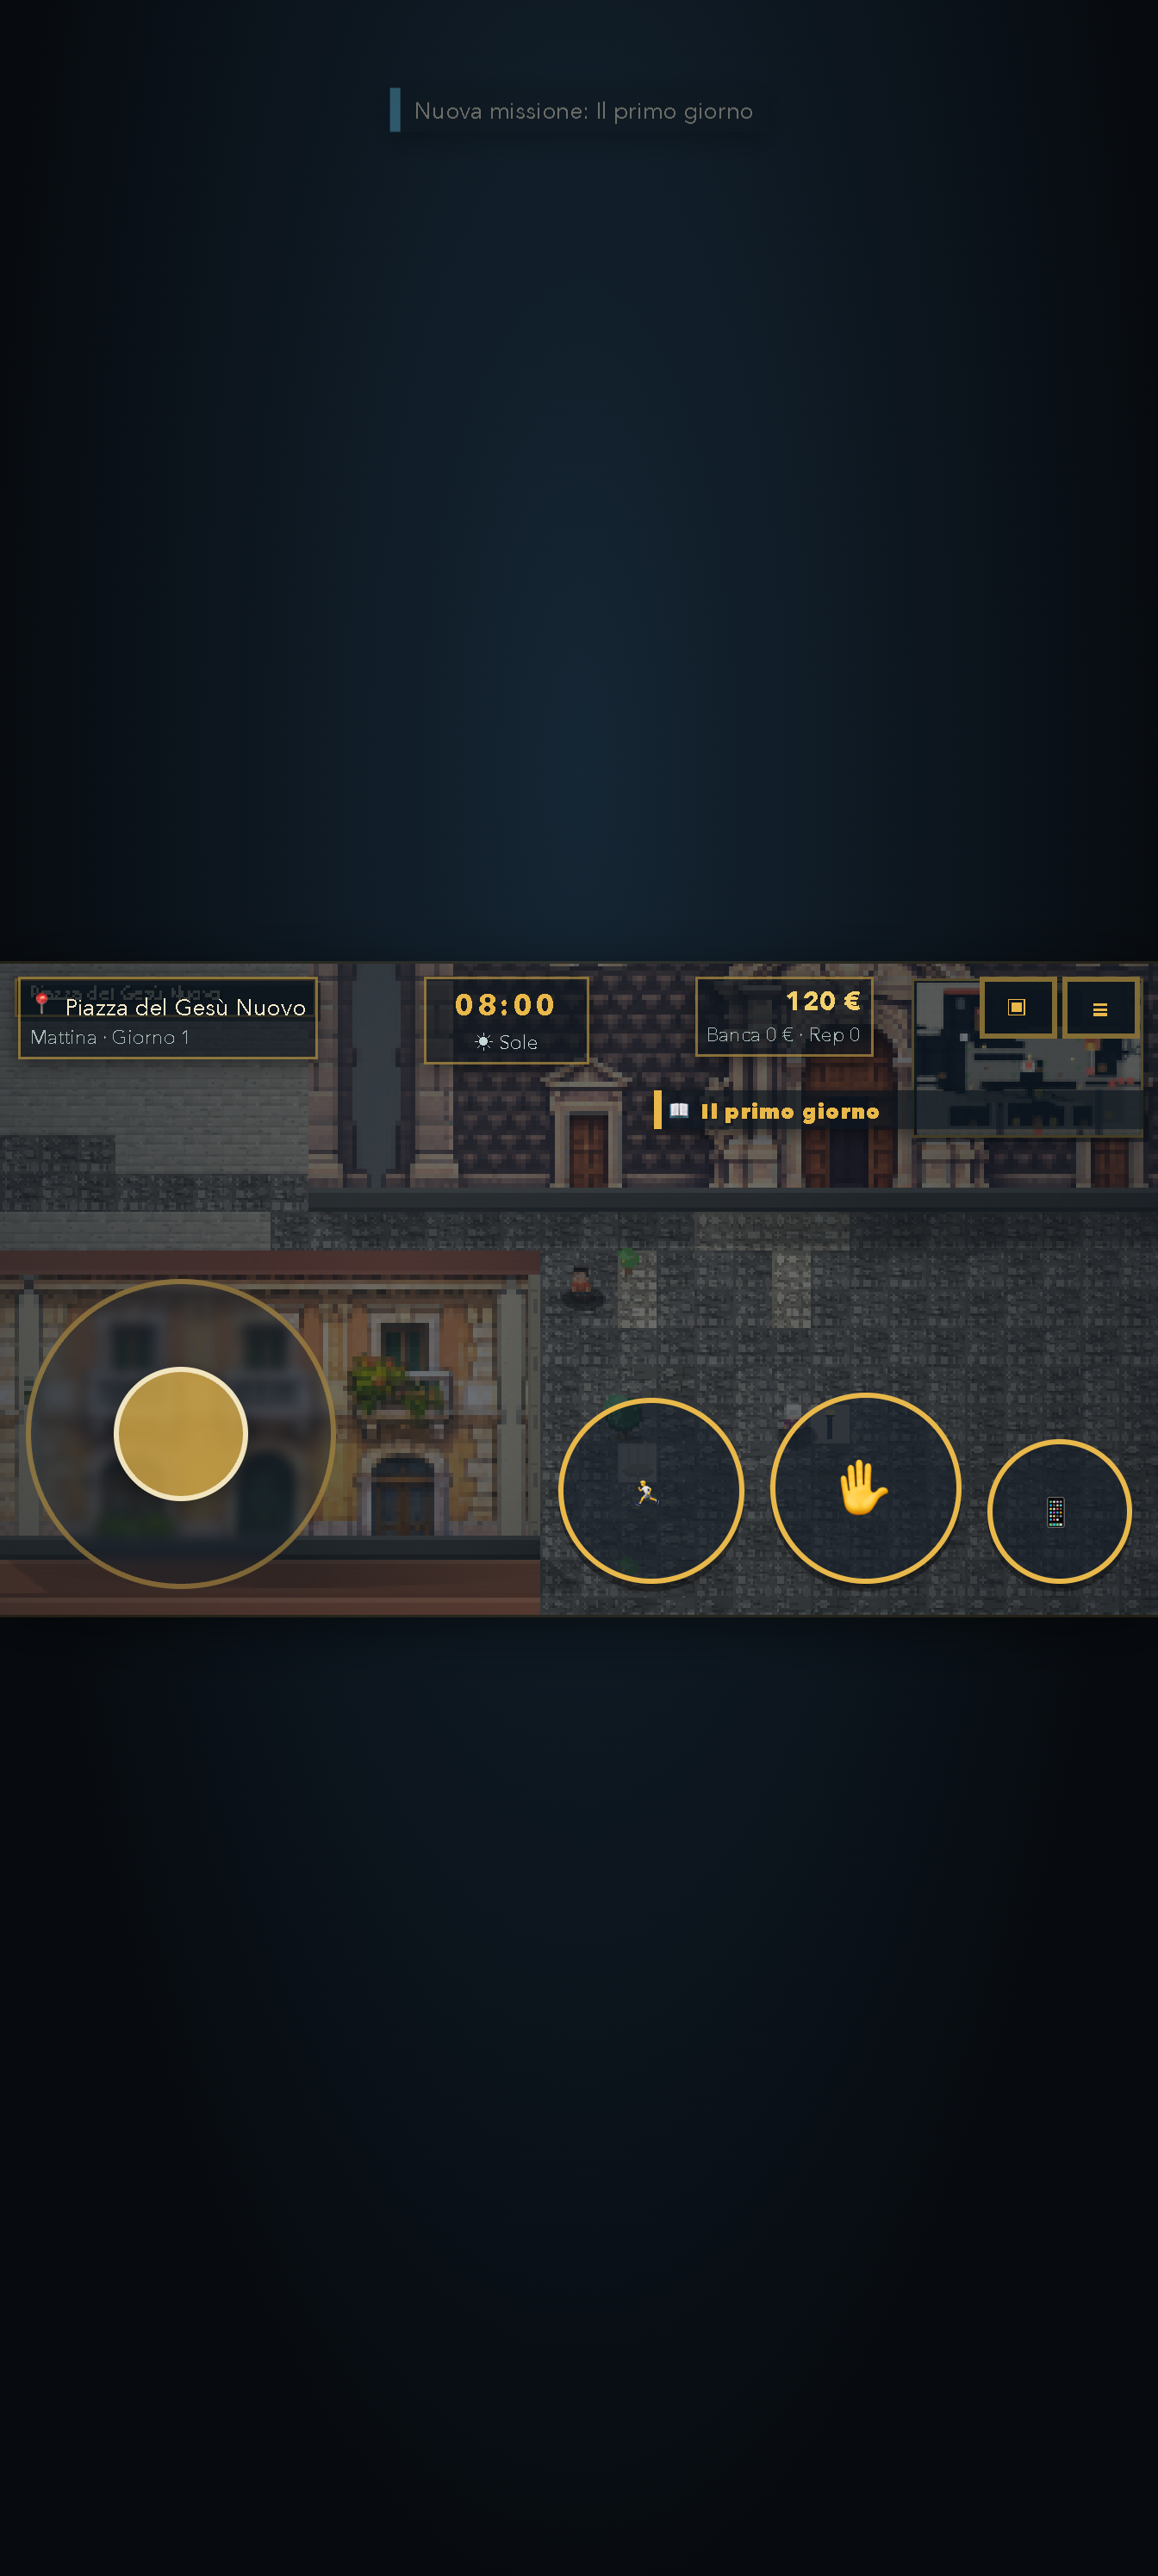 Nuova missione: Il primo giorno
Piazza del Gesù Nuovo
Mattina · Giorno 1
08:00
Sole
120 €
Banca 0 € · Rep 0
Il primo giorno